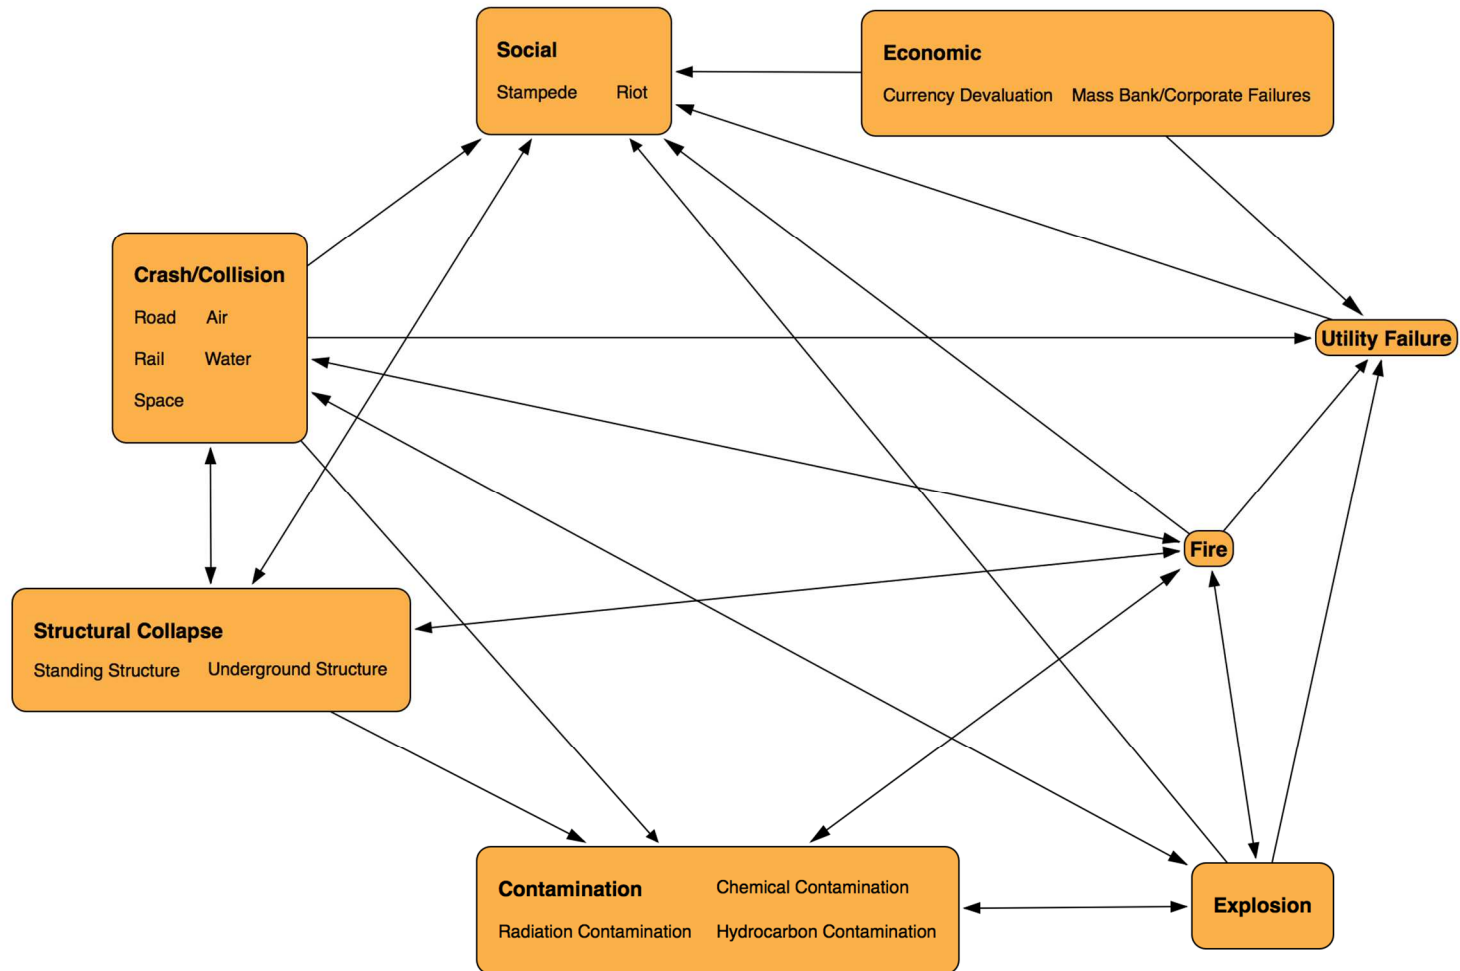 Social
Stampede Riot
Economic
Currency Devaluation Mass Bank/Corporate Failures
Crash/Collision
Road Air
Rail Water
Space
Utility Failure
Fire
Structural Collapse
Standing Structure Underground Structure
Contamination Chemical Contamination
Radiation Contamination Hydrocarbon Contamination
Explosion